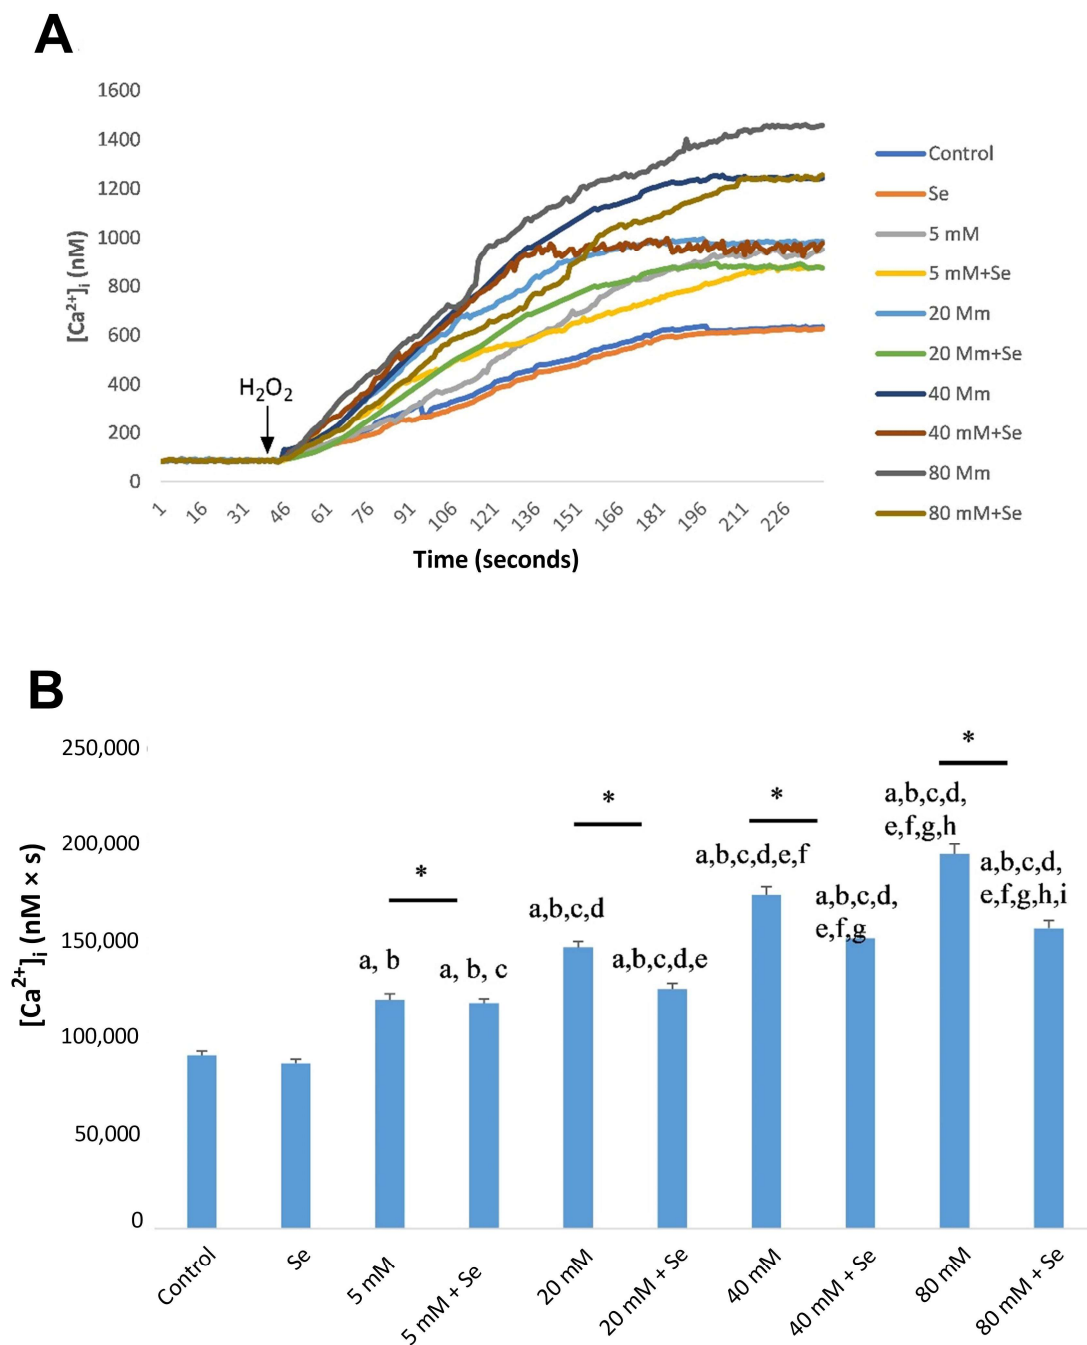 A
1600
1400
1200
1000
800
600
400
200
0
[Ca²⁺]ᵢ (nM)
H₂O₂
1 16 31 46 61 76 91 106 121 136 151 166 181 196 211 226
Time (seconds)
Control
Se
5 mM
5 mM+Se
20 Mm
20 Mm+Se
40 Mm
40 mM+Se
80 Mm
80 mM+Se
B
250,000
200,000
150,000
100,000
50,000
0
[Ca²⁺]ᵢ (nM × s)
*
a, b
a, b, c
*
a,b,c,d
a,b,c,d,e
*
a,b,c,d,e,f
a,b,c,d,
e,f,g
*
a,b,c,d,
e,f,g,h
a,b,c,d,
e,f,g,h,i
Control
Se
5 mM
5 mM + Se
20 mM
20 mM + Se
40 mM
40 mM + Se
80 mM
80 mM + Se